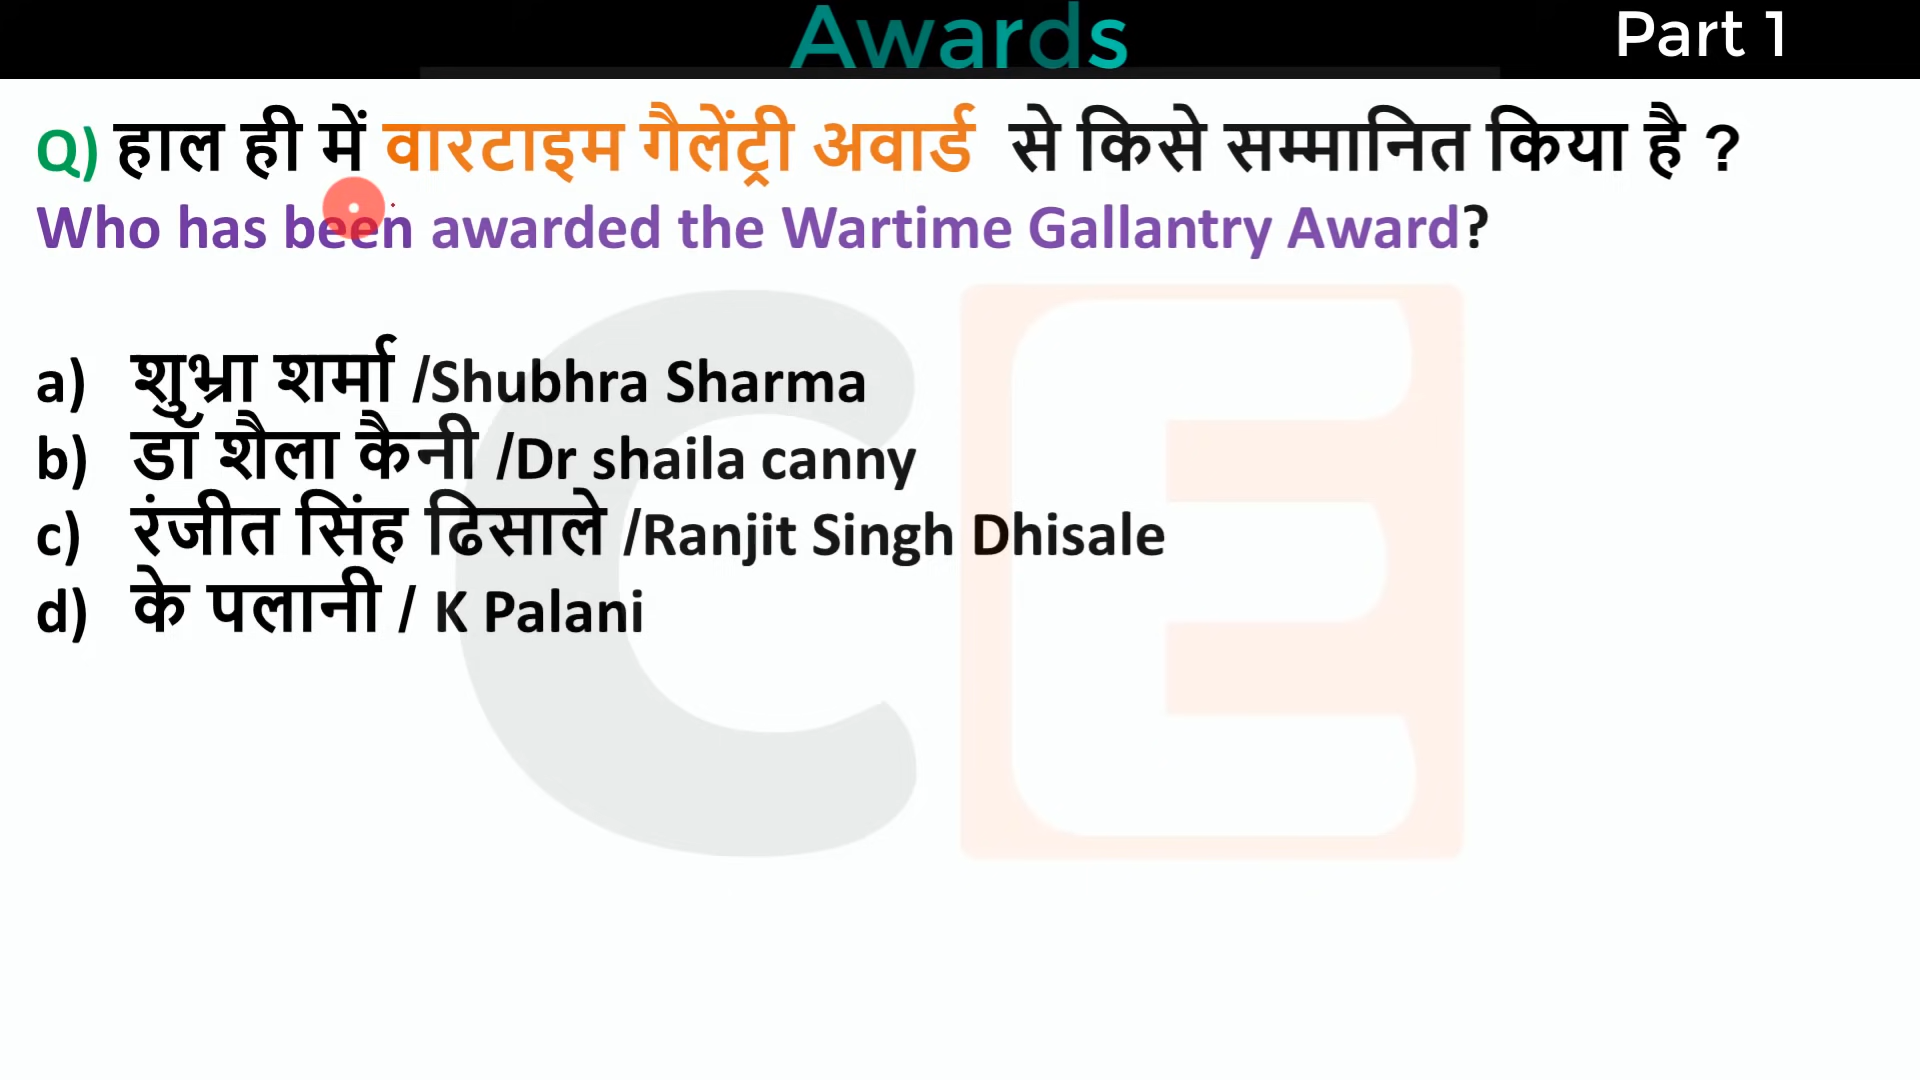 Awards
Part 1
Q) हाल ही में वारटाइम गैलेंट्री अवार्ड से किसे सम्मानित किया है ?
Who has been awarded the Wartime Gallantry Award?
a) शुभ्रा शर्मा /Shubhra Sharma
b) डॉ शैला कैनी /Dr shaila canny
c) रंजीत सिंह ढिसाले /Ranjit Singh Dhisale
d) के पलानी / K Palani
CE